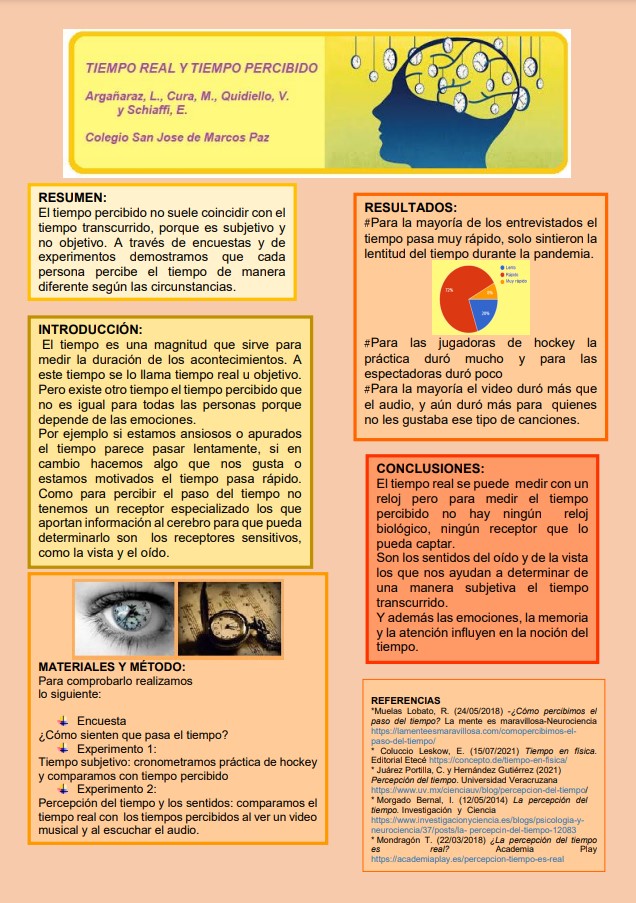 TIEMPO REAL Y TIEMPO PERCIBIDO
Argañaraz, L., Cura, M., Quidiello, V.
y Schiaffi, E.
Colegio San Jose de Marcos Paz
RESUMEN:
El tiempo percibido no suele coincidir con el
tiempo transcurrido, porque es subjetivo y
no objetivo. A través de encuestas y de
experimentos demostramos que cada
persona percibe el tiempo de manera
diferente según las circunstancias.
INTRODUCCIÓN:
El tiempo es una magnitud que sirve para
medir la duración de los acontecimientos. A
este tiempo se lo llama tiempo real u objetivo.
Pero existe otro tiempo el tiempo percibido que
no es igual para todas las personas porque
depende de las emociones.
Por ejemplo si estamos ansiosos o apurados
el tiempo parece pasar lentamente, si en
cambio hacemos algo que nos gusta o
estamos motivados el tiempo pasa rápido.
Como para percibir el paso del tiempo no
tenemos un receptor especializado los que
aportan información al cerebro para que pueda
determinarlo son los receptores sensitivos,
como la vista y el oído.
MATERIALES Y MÉTODO:
Para comprobarlo realizamos
lo siguiente:
Encuesta
¿Cómo sienten que pasa el tiempo?
Experimento 1:
Tiempo subjetivo: cronometramos práctica de hockey
y comparamos con tiempo percibido
Experimento 2:
Percepción del tiempo y los sentidos: comparamos el
tiempo real con los tiempos percibidos al ver un video
musical y al escuchar el audio.
RESULTADOS:
#Para la mayoría de los entrevistados el
tiempo pasa muy rápido, solo sintieron la
lentitud del tiempo durante la pandemia.
Lento
Rápido
Muy rápido
72%
#Para las jugadoras de hockey la
práctica duró mucho y para las
espectadoras duró poco
#Para la mayoría el video duró más que
el audio, y aún duró más para quienes
no les gustaba ese tipo de canciones.
CONCLUSIONES:
El tiempo real se puede medir con un
reloj pero para medir el tiempo
percibido no hay ningún reloj
biológico, ningún receptor que lo
pueda captar.
Son los sentidos del oído y de la vista
los que nos ayudan a determinar de
una manera subjetiva el tiempo
transcurrido.
Y además las emociones, la memoria
y la atención influyen en la noción del
tiempo.
REFERENCIAS
*Muelas Lobato, R. (24/05/2018) -¿Cómo percibimos el
paso del tiempo? La mente es maravillosa-Neurociencia
https://lamenteesmaravillosa.com/comopercibimos-el-
paso-del-tiempo/
* Coluccio Leskow, E. (15/07/2021) Tiempo en física.
Editorial Etecé https://concepto.de/tiempo-en-fisica/
* Juárez Portilla, C. y Hernández Gutiérrez (2021)
Percepción del tiempo. Universidad Veracruzana
https://www.uv.mx/cienciauv/blog/percepcion-del-tiempo/
* Morgado Bernal, I. (12/05/2014) La percepción del
tiempo. Investigación y Ciencia
https://www.investigacionyciencia.es/blogs/psicologia-y-
neurociencia/37/posts/la- percepcin-del-tiempo-12083
* Mondragón T. (22/03/2018) ¿La percepción del tiempo
es real? Academia Play
https://academiaplay.es/percepcion-tiempo-es-real